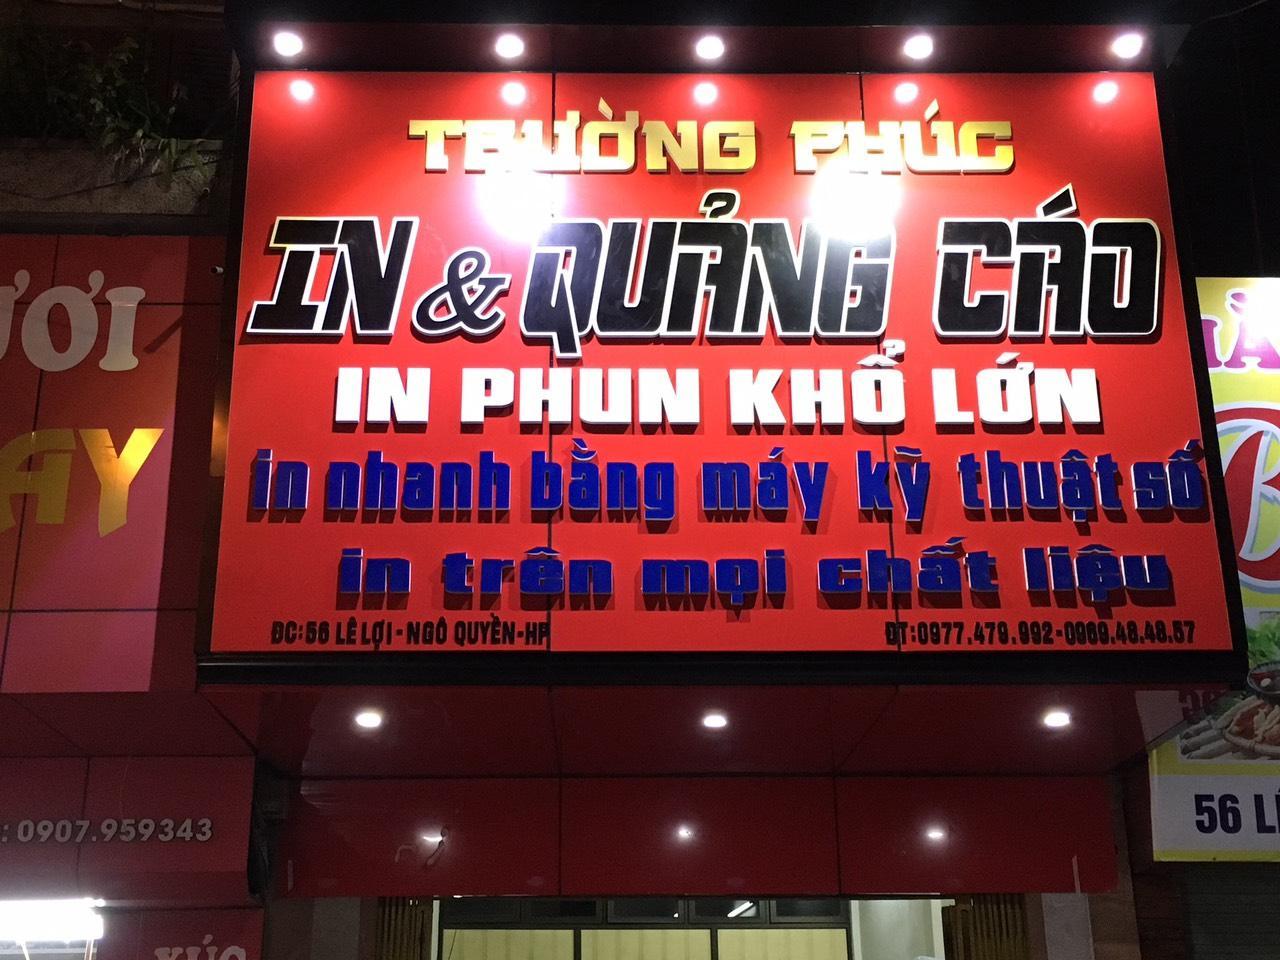 TRƯỜNG PHÚC
IN & QUẢNG CÁO
IN PHUN KHỔ LỚN
in nhanh bằng máy kỹ thuật số
in trên mọi chất liệu
ĐC:56 LÊ LỢI-NGÔ QUYỀN-HP
ĐT:0977.479.992-0969.48.48.57
ƯƠI
AY
: 0907.959343
XÚC
56 LÊ